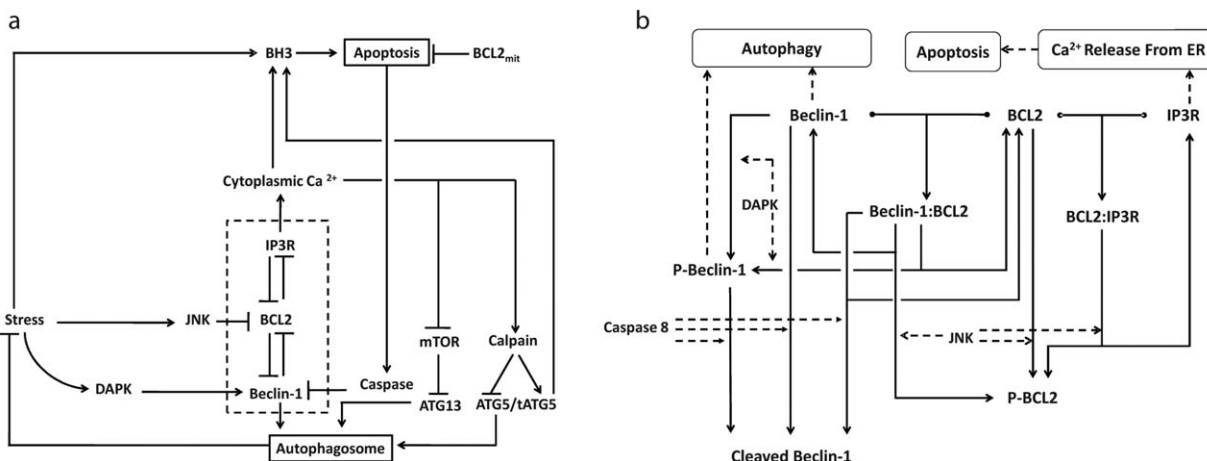 a
BH3
Apoptosis
BCL2mit
Cytoplasmic Ca 2+
IP3R
Stress
JNK
BCL2
mTOR
Calpain
DAPK
Beclin-1
Caspase
ATG13
ATG5/tATG5
Autophagosome
b
Autophagy
Apoptosis
Ca2+ Release From ER
Beclin-1
BCL2
IP3R
DAPK
Beclin-1:BCL2
BCL2:IP3R
P-Beclin-1
Caspase 8
JNK
P-BCL2
Cleaved Beclin-1